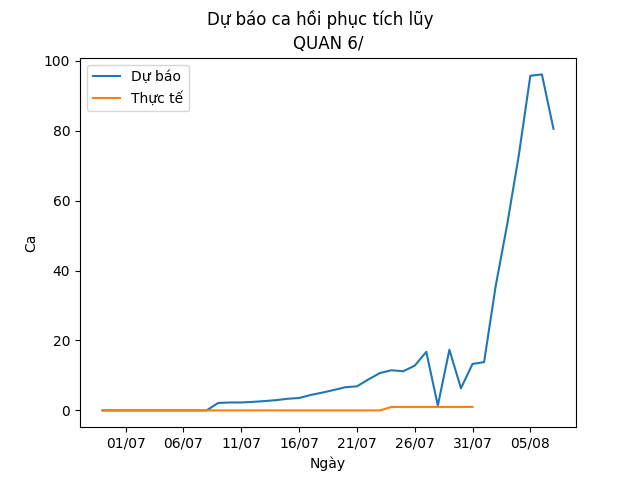 Dự báo ca hồi phục tích lũy
QUAN 6/
Dự báo
Thực tế
100
80
60
40
20
0
Ca
01/07 06/07 11/07 16/07 21/07 26/07 31/07 05/08
Ngày